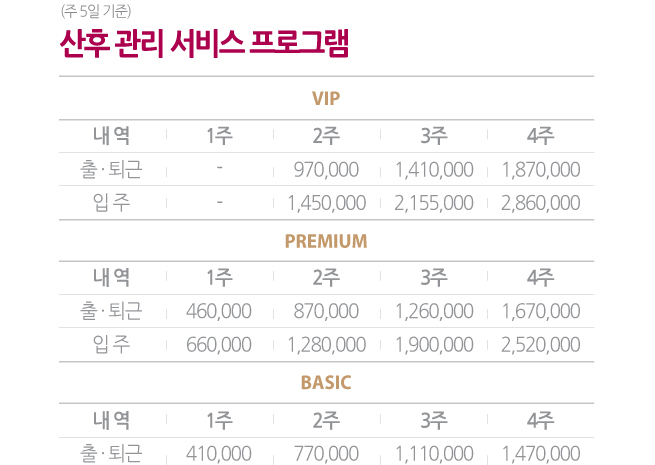 (주 5일 기준)
산후 관리 서비스 프로그램
VIP
내 역 1주 2주 3주 4주
출·퇴근 - 970,000 1,410,000 1,870,000
입 주 - 1,450,000 2,155,000 2,860,000
PREMIUM
내 역 1주 2주 3주 4주
출·퇴근 460,000 870,000 1,260,000 1,670,000
입 주 660,000 1,280,000 1,900,000 2,520,000
BASIC
내 역 1주 2주 3주 4주
출·퇴근 410,000 770,000 1,110,000 1,470,000